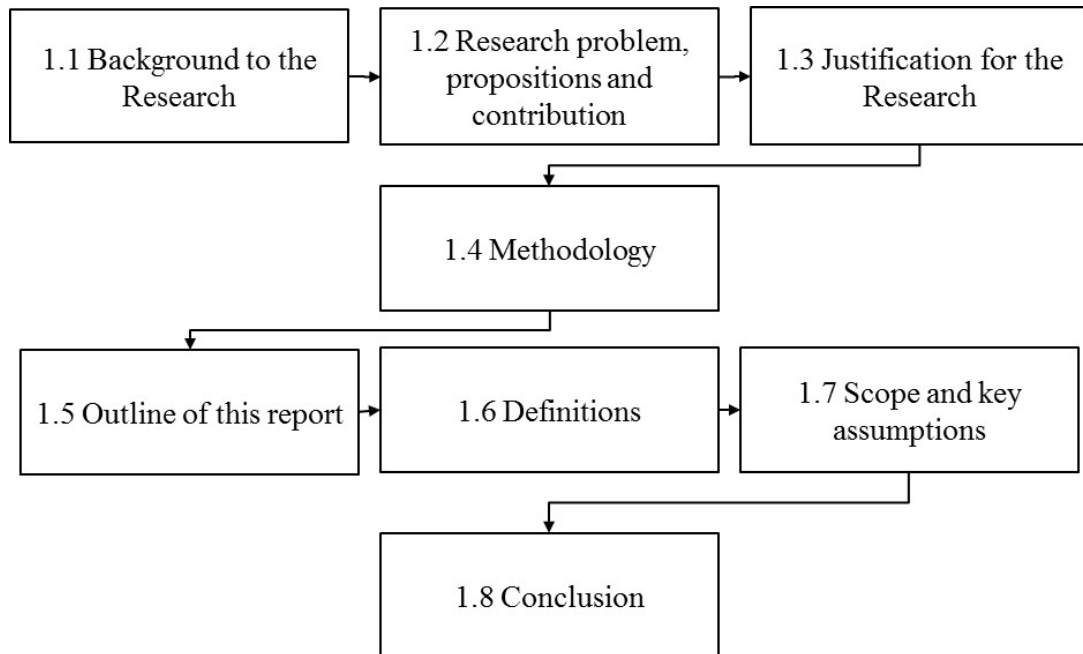 1.1 Background to the
Research
1.2 Research problem,
propositions and
contribution
1.3 Justification for the
Research
1.4 Methodology
1.5 Outline of this report
1.6 Definitions
1.7 Scope and key
assumptions
1.8 Conclusion